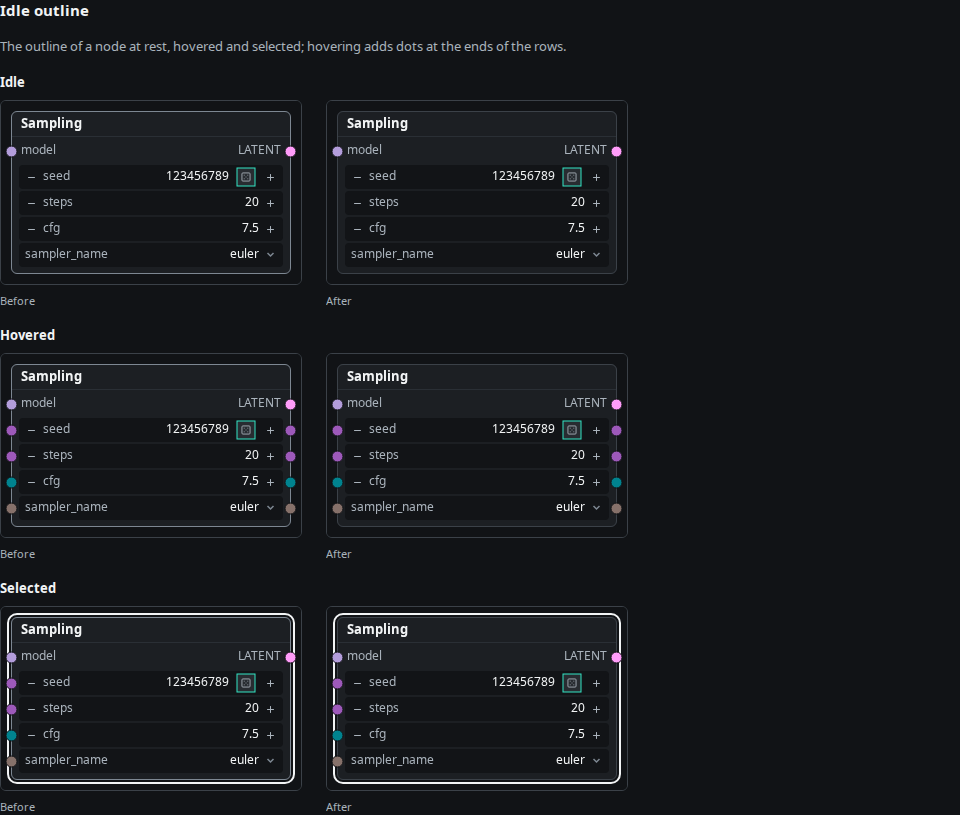 Idle outline
The outline of a node at rest, hovered and selected; hovering adds dots at the ends of the rows.
Idle
Sampling
model LATENT
– seed 123456789 +
– steps 20 +
– cfg 7.5 +
sampler_name euler
Before
Sampling
model LATENT
– seed 123456789 +
– steps 20 +
– cfg 7.5 +
sampler_name euler
After
Hovered
Sampling
model LATENT
– seed 123456789 +
– steps 20 +
– cfg 7.5 +
sampler_name euler
Before
Sampling
model LATENT
– seed 123456789 +
– steps 20 +
– cfg 7.5 +
sampler_name euler
After
Selected
Sampling
model LATENT
– seed 123456789 +
– steps 20 +
– cfg 7.5 +
sampler_name euler
Before
Sampling
model LATENT
– seed 123456789 +
– steps 20 +
– cfg 7.5 +
sampler_name euler
After